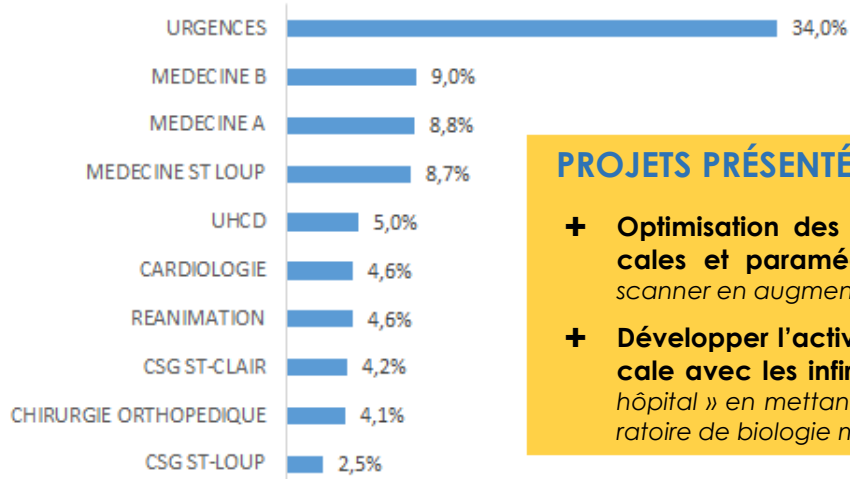 URGENCES 34,0%
MEDECINE B 9,0%
MEDECINE A 8,8%
MEDECINE ST LOUP 8,7%
UHCD 5,0%
CARDIOLOGIE 4,6%
REANIMATION 4,6%
CSG ST-CLAIR 4,2%
CHIRURGIE ORTHOPEDIQUE 4,1%
CSG ST-LOUP 2,5%
PROJETS PRÉSENTÉ
+ Optimisation des
cales et paramé
scanner en augmen
+ Développer l'activ
cale avec les infir
hôpital » en mettan
ratoire de biologie